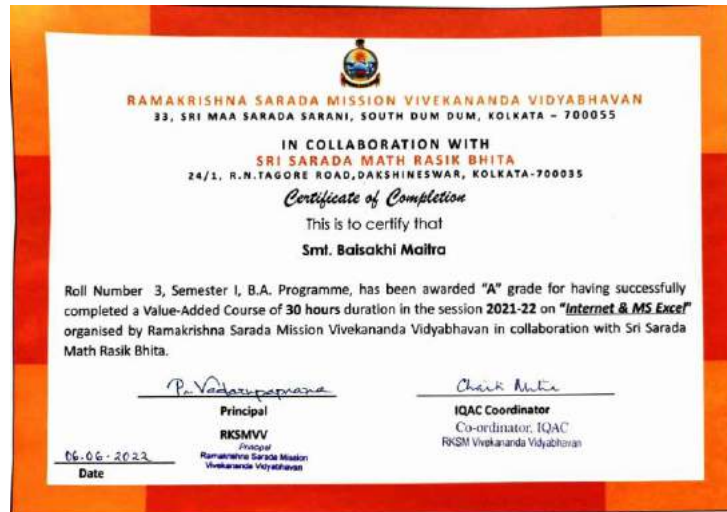 RAMAKRISHNA SARADA MISSION VIVEKANANDA VIDYABHAVAN
33, SRI MAA SARADA SARANI, SOUTH DUM DUM, KOLKATA – 700055
IN COLLABORATION WITH
SRI SARADA MATH RASIK BHITA
24/1, R.N.TAGORE ROAD,DAKSHINESWAR, KOLKATA-700035
Certificate of Completion
This is to certify that
Smt. Baisakhi Maitra
Roll Number 3, Semester I, B.A. Programme, has been awarded "A" grade for having successfully
completed a Value-Added Course of 30 hours duration in the session 2021-22 on "Internet & MS Excel"
organised by Ramakrishna Sarada Mission Vivekananda Vidyabhavan in collaboration with Sri Sarada
Math Rasik Bhita.
Principal
RKSMVV
Principal
Ramakrishna Sarada Mission
Vivekananda Vidyabhavan
IQAC Coordinator
Co-ordinator, IQAC
RKSM Vivekananda Vidyabhavan
06.06.2022
Date